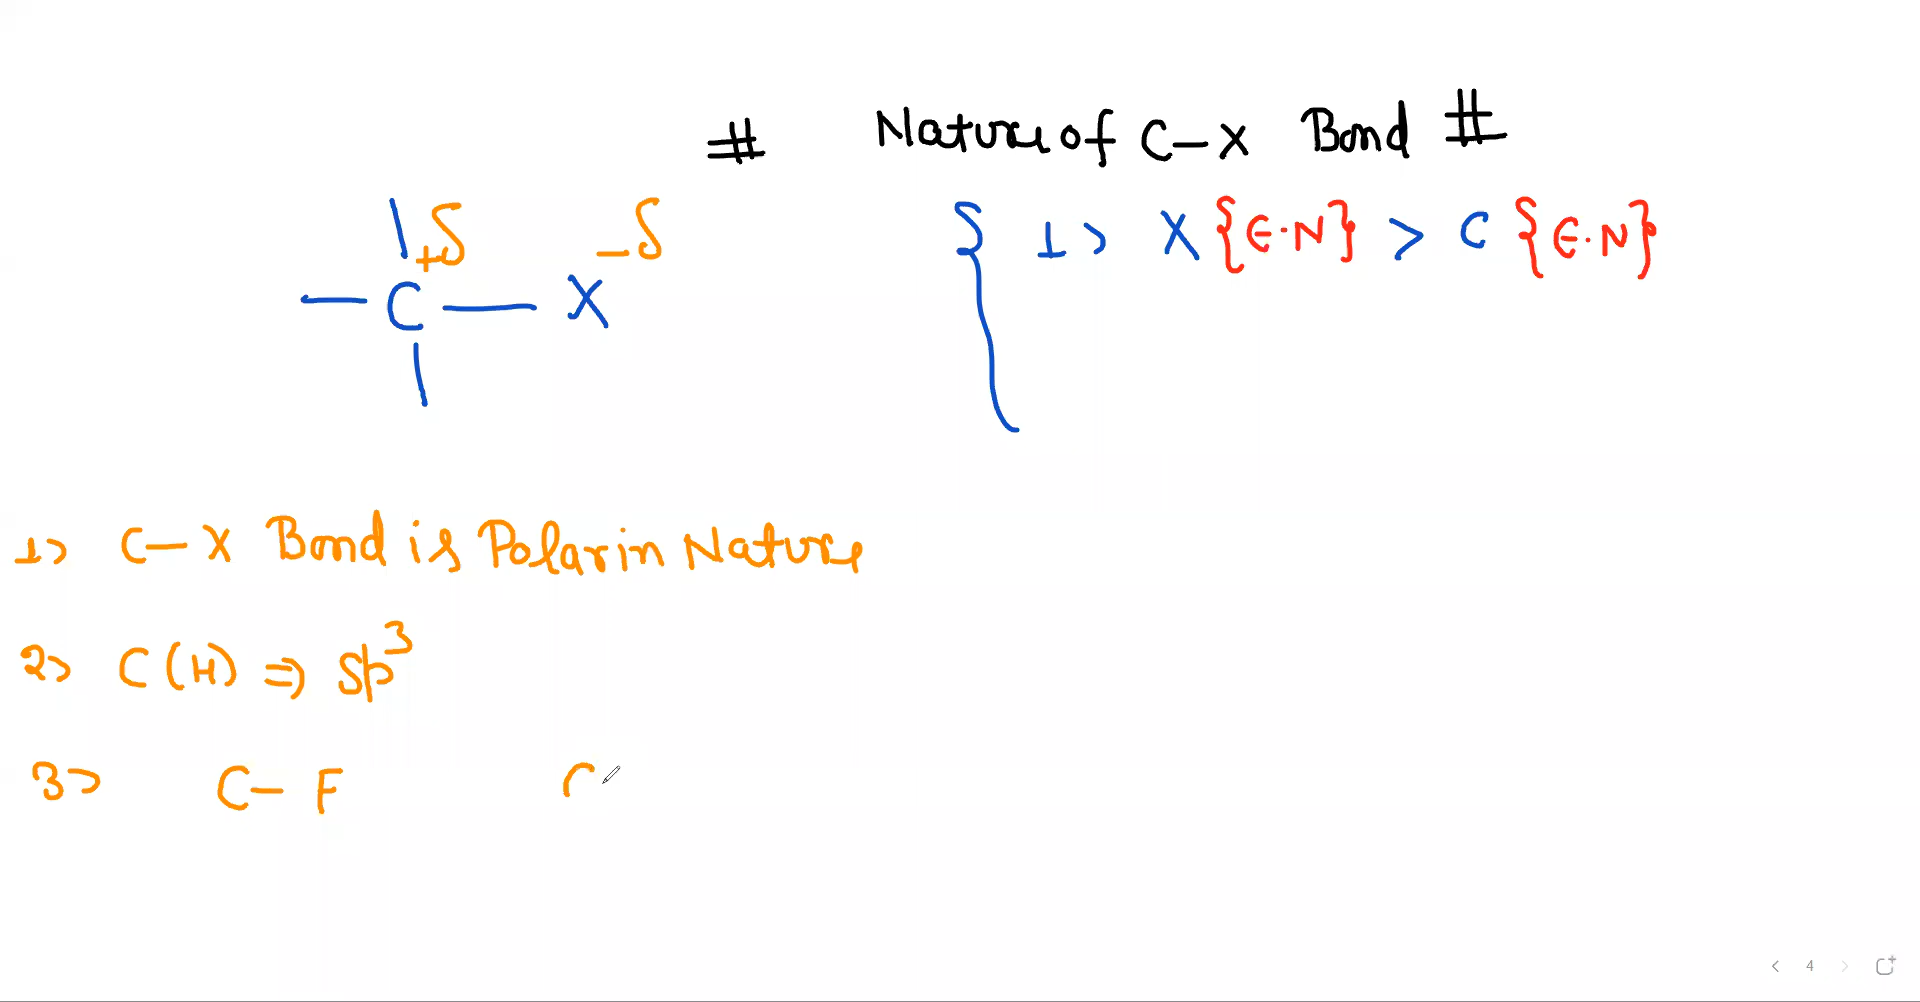 # Nature of C-X Bond #
+δ -δ
C — X
1> X {E.N} > C {E.N}
1> C-X Bond is Polar in Nature
2> C(H) ⇒ sp³
3> C-F C
4